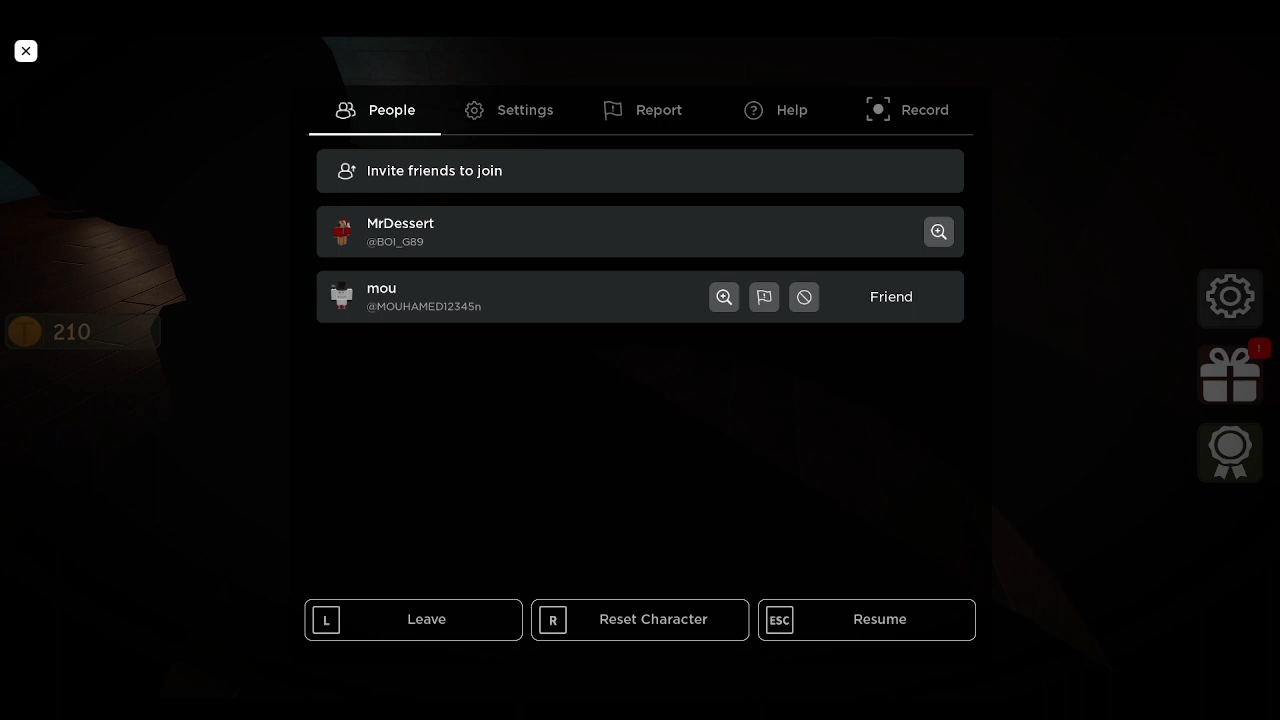 People
Settings
Report
Help
Record
Invite friends to join
MrDessert
@BOI_G89
mou
@MOUHAMED12345n
Friend
T 210
!
L Leave
R Reset Character
ESC Resume